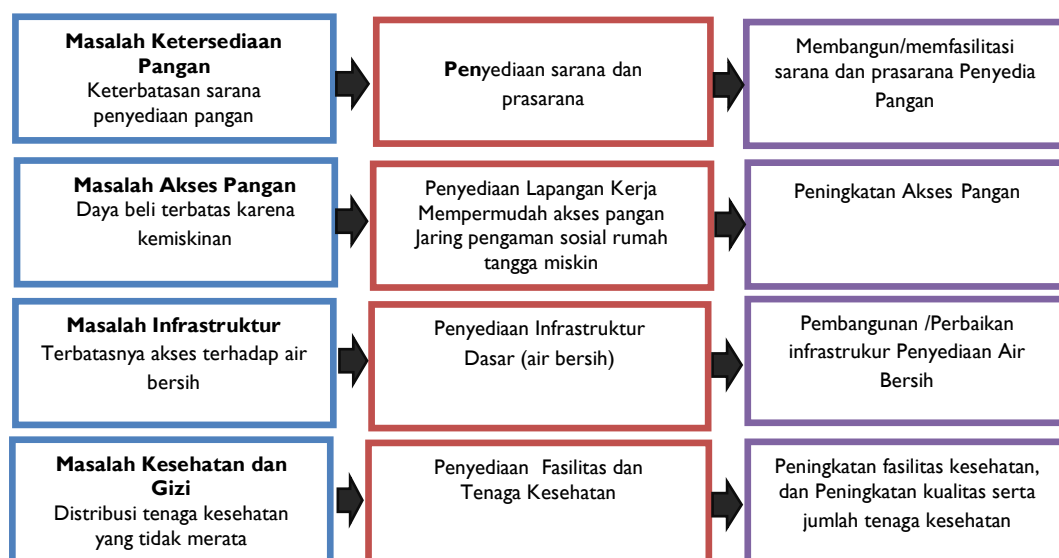 Masalah Ketersediaan
Pangan
Keterbatasan sarana
penyediaan pangan
Penyediaan sarana dan
prasarana
Membangun/memfasilitasi
sarana dan prasarana Penyedia
Pangan
Masalah Akses Pangan
Daya beli terbatas karena
kemiskinan
Penyediaan Lapangan Kerja
Mempermudah akses pangan
Jaring pengaman sosial rumah
tangga miskin
Peningkatan Akses Pangan
Masalah Infrastruktur
Terbatasnya akses terhadap air
bersih
Penyediaan Infrastruktur
Dasar (air bersih)
Pembangunan /Perbaikan
infrastrukur Penyediaan Air
Bersih
Masalah Kesehatan dan
Gizi
Distribusi tenaga kesehatan
yang tidak merata
Penyediaan Fasilitas dan
Tenaga Kesehatan
Peningkatan fasilitas kesehatan,
dan Peningkatan kualitas serta
jumlah tenaga kesehatan